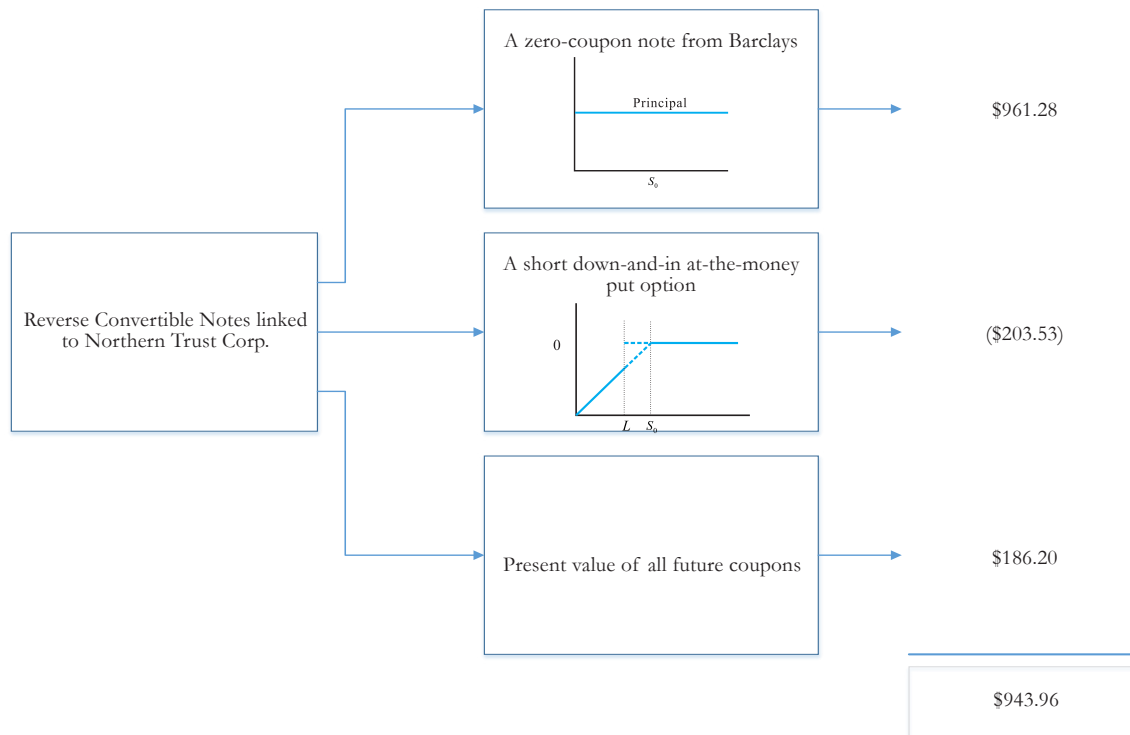 A zero-coupon note from Barclays
Principal
S₀
$961.28
Reverse Convertible Notes linked
to Northern Trust Corp.
A short down-and-in at-the-money
put option
0
L S₀
($203.53)
Present value of all future coupons
$186.20
$943.96